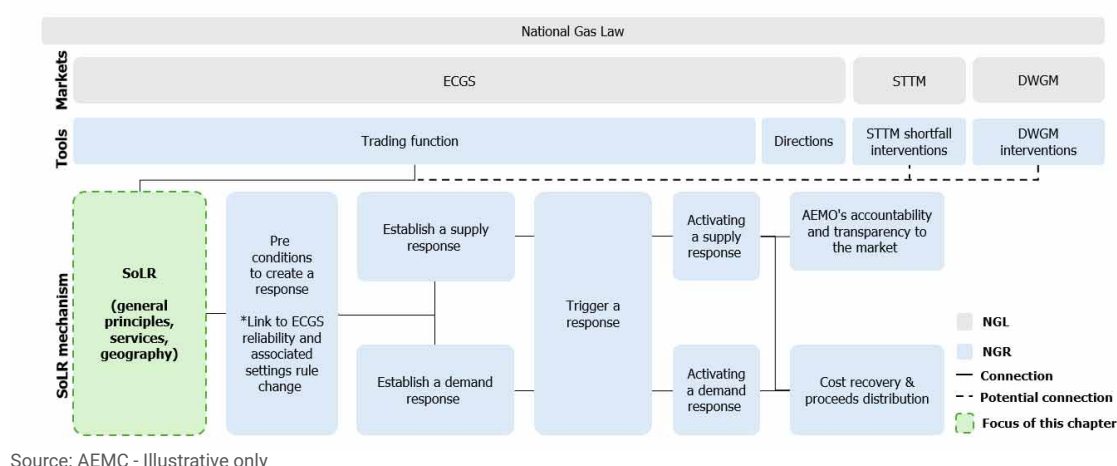 National Gas Law
Markets
ECGS
STTM
DWGM
Tools
Trading function
Directions
STTM shortfall
interventions
DWGM
interventions
SoLR mechanism
SoLR
(general
principles,
services,
geography)
Pre
conditions
to create a
response
*Link to ECGS
reliability and
associated
settings rule
change
Establish a supply
response
Establish a demand
response
Trigger a
response
Activating
a supply
response
Activating
a demand
response
AEMO's accountability
and transparency to
the market
Cost recovery &
proceeds distribution
NGL
NGR
Connection
Potential connection
Focus of this chapter
Source: AEMC - Illustrative only